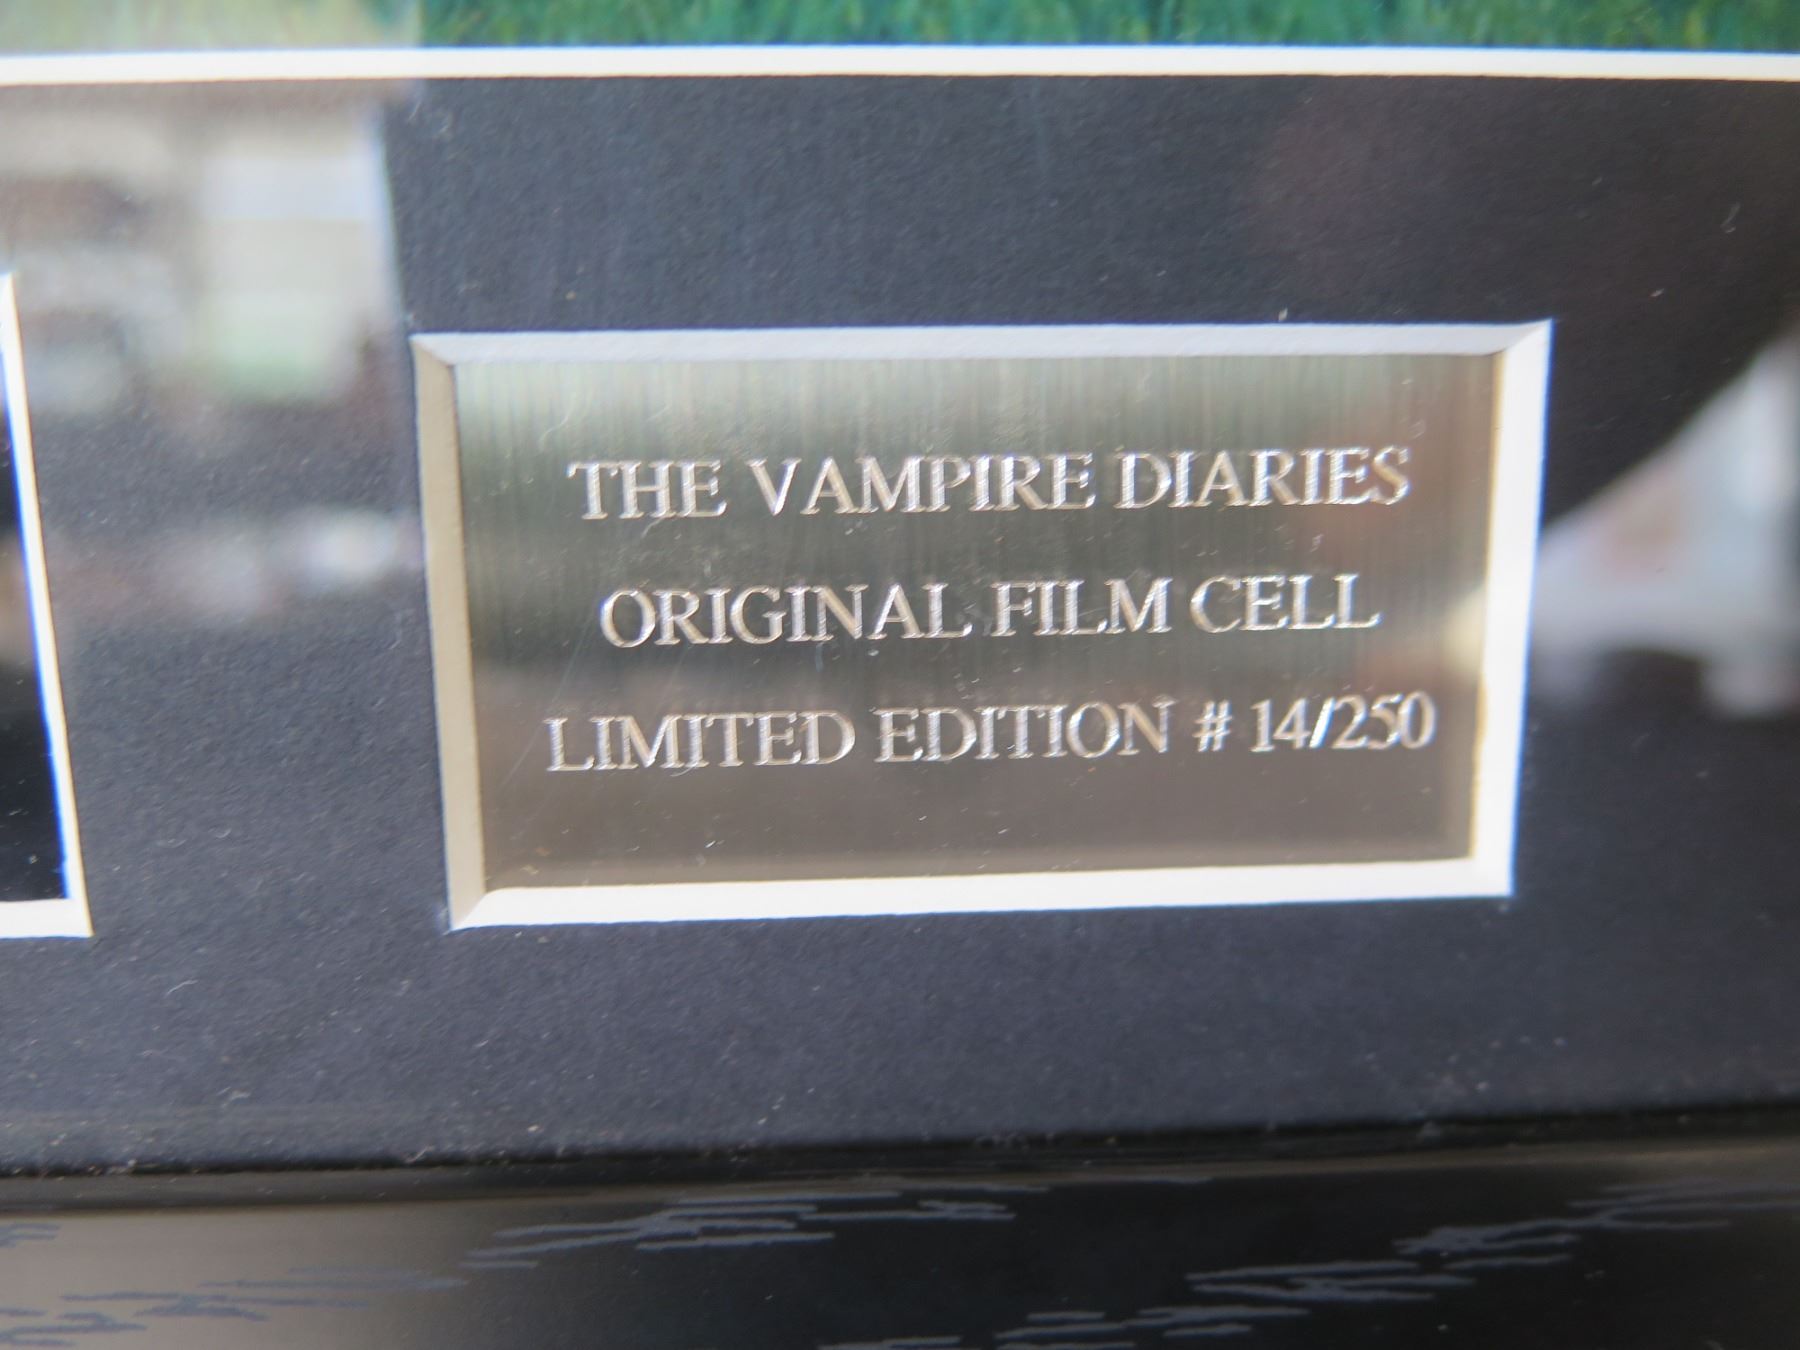 THE VAMPIRE DIARIES
ORIGINAL FILM CELL
LIMITED EDITION # 14/250